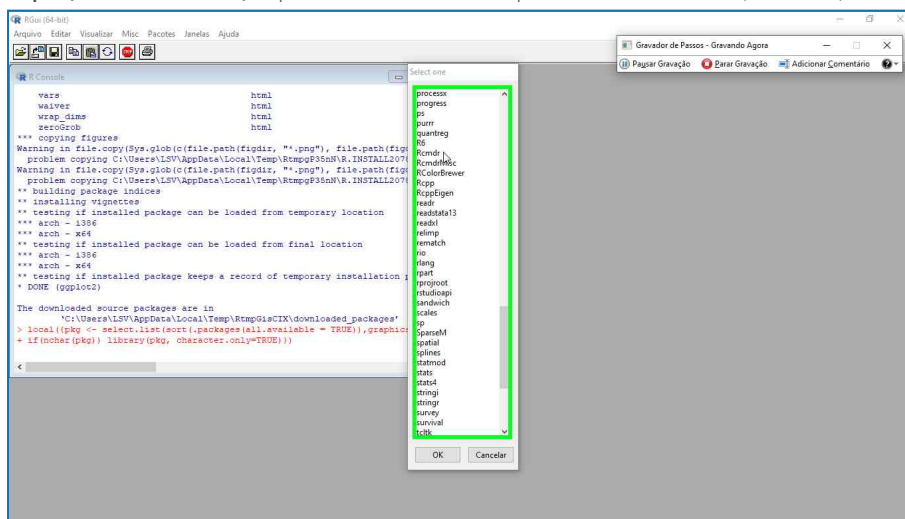 RGui (64-bit)
Arquivo Editar Visualizar Misc Pacotes Janelas Ajuda
Gravador de Passos - Gravando Agora
Pausar Gravação Parar Gravação Adicionar Comentário
R Console
vars html
waiver html
wrap_dims html
zeroGrob html
*** copying figures
Warning in file.copy(Sys.glob(c(file.path(figdir, "*.png"), file.path(figd
problem copying C:\Users\LSV\AppData\Local\Temp\RtmpgP35nN\R.INSTALL207
Warning in file.copy(Sys.glob(c(file.path(figdir, "*.png"), file.path(figd
problem copying C:\Users\LSV\AppData\Local\Temp\RtmpgP35nN\R.INSTALL207
** building package indices
** installing vignettes
** testing if installed package can be loaded from temporary location
*** arch - i386
*** arch - x64
** testing if installed package can be loaded from final location
*** arch - i386
*** arch - x64
** testing if installed package keeps a record of temporary installation
* DONE (ggplot2)
The downloaded source packages are in
'C:\Users\LSV\AppData\Local\Temp\RtmpGisCIX\downloaded_packages'
> local({pkg <- select.list(sort(.packages(all.available = TRUE)),graphics
+ if(nchar(pkg)) library(pkg, character.only=TRUE)})
Select one
processx
progress
ps
purrr
quantreg
R6
Rcmdr
RcmdrMisc
RColorBrewer
Rcpp
RcppEigen
readr
readstata13
readxl
relimp
rematch
rio
rlang
rpart
rprojroot
rstudioapi
sandwich
scales
sp
SparseM
spatial
splines
statmod
stats
stats4
stringi
stringr
survey
survival
tcltk
OK Cancelar